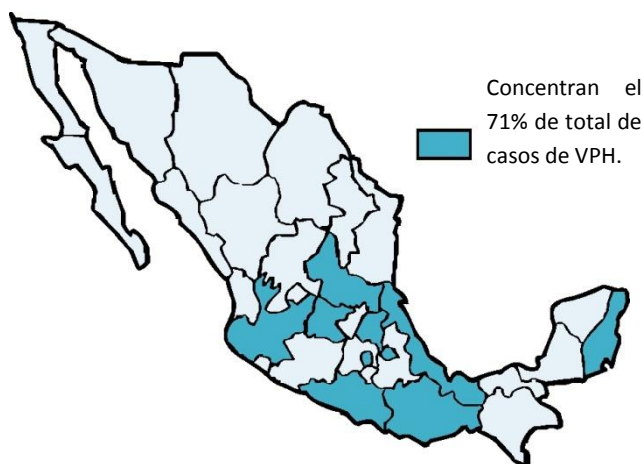 Concentran el
71% de total de
casos de VPH.